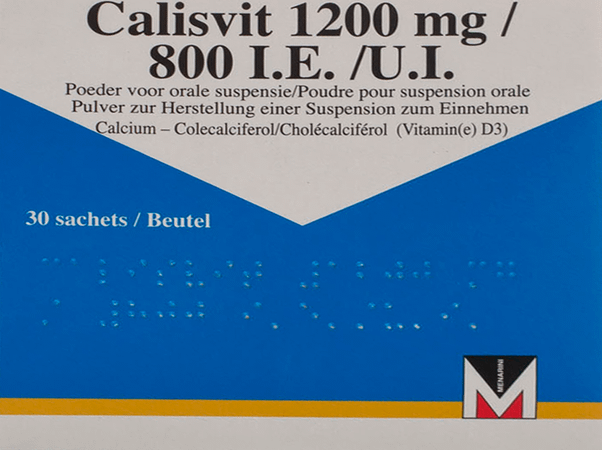 Calisvit 1200 mg /
800 I.E. /U.I.
Poeder voor orale suspensie/Poudre pour suspension orale
Pulver zur Herstellung einer Suspension zum Einnehmen
Calcium – Colecalciferol/Cholécalciférol (Vitamin(e) D3)
30 sachets / Beutel
MENARINI